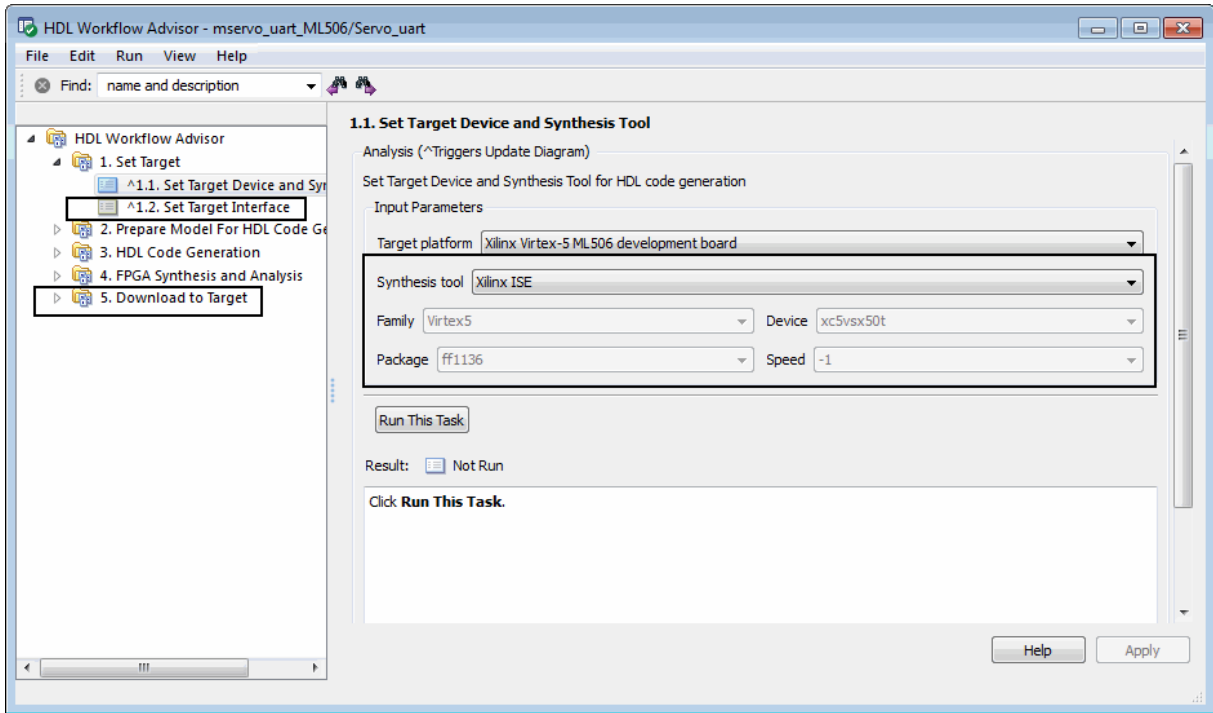 HDL Workflow Advisor - mservo_uart_ML506/Servo_uart
File Edit Run View Help
Find: name and description
HDL Workflow Advisor
1. Set Target
^1.1. Set Target Device and Syn
^1.2. Set Target Interface
2. Prepare Model For HDL Code Ge
3. HDL Code Generation
4. FPGA Synthesis and Analysis
5. Download to Target
1.1. Set Target Device and Synthesis Tool
Analysis (^Triggers Update Diagram)
Set Target Device and Synthesis Tool for HDL code generation
Input Parameters
Target platform Xilinx Virtex-5 ML506 development board
Synthesis tool Xilinx ISE
Family Virtex5 Device xc5vsx50t
Package ff1136 Speed -1
Run This Task
Result: Not Run
Click Run This Task.
Help Apply